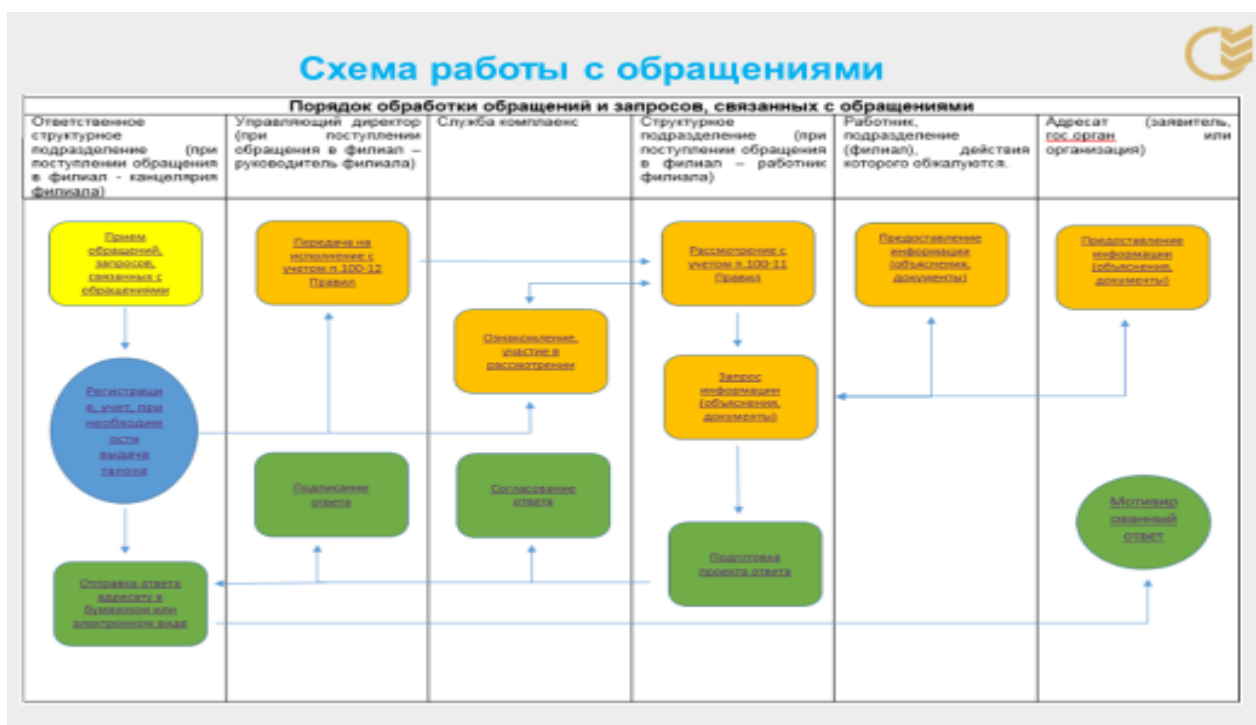 Схема работы с обращениями
Порядок обработки обращений и запросов, связанных с обращениями
Ответственное
структурное
подразделение (при
поступлении обращения
в филиал - канцелярия
филиала)
Управляющий директор
(при поступлении
обращения в филиал –
руководитель филиала)
Служба комплаенс
Структурное
подразделение (при
поступлении обращения
в филиал – работник
филиала)
Работник,
подразделение
(филиал), действия
которого обжалуются.
Адресат (заявитель,
гос.орган или
организация)
Прием
обращений,
запросов,
связанных с
обращениями
Передача на
исполнение с
учетом п.100-12
Правил
Рассмотрение с
учетом п.100-11
Правил
Предоставление
информации
(объяснения,
документы)
Предоставление
информации
(объяснения,
документы)
Ознакомление,
участие в
рассмотрении
Регистраци
я, учет, при
необходим
ости
выдача
талона
Запрос
информации
(объяснения,
документы)
Подписание
ответа
Согласование
ответа
Мотивир
ованный
ответ
Подготовка
проекта ответа
Отправка ответа
адресату в
бумажном или
электронном виде